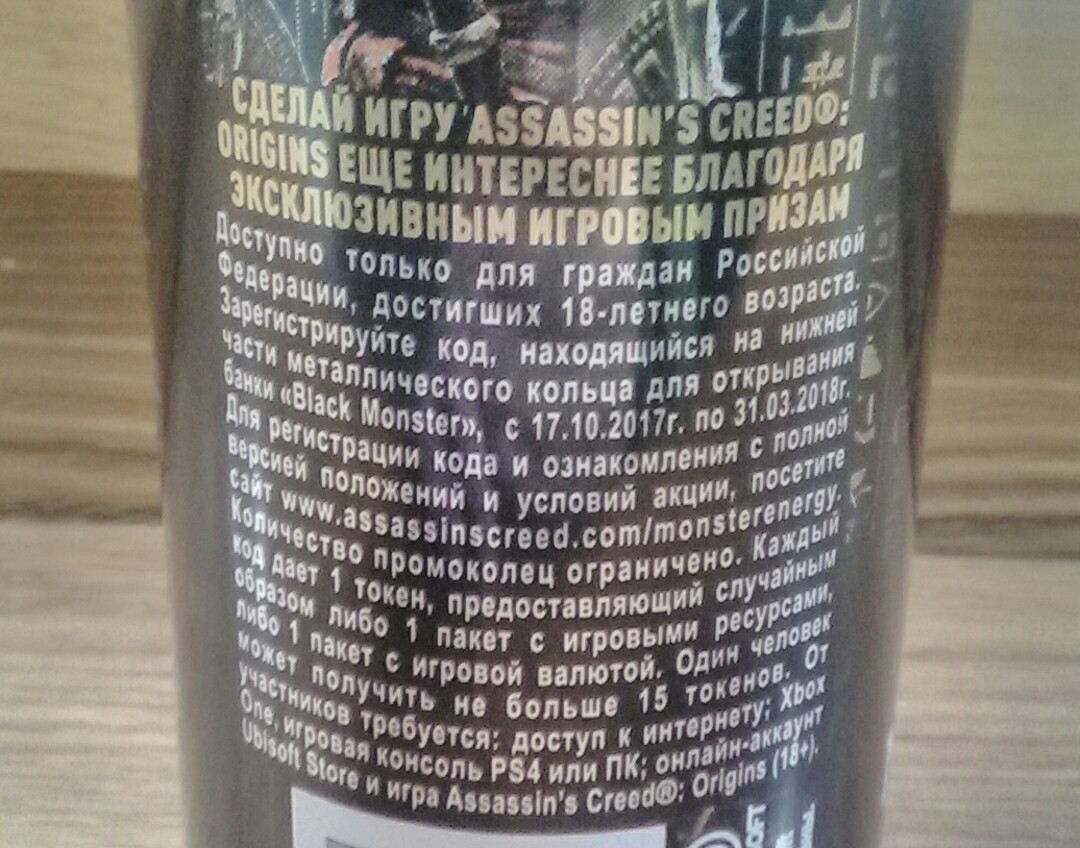 СДЕЛАЙ ИГРУ ASSASSIN'S CREED®:
ORIGINS ЕЩЕ ИНТЕРЕСНЕЕ БЛАГОДАРЯ
ЭКСКЛЮЗИВНЫМ ИГРОВЫМ ПРИЗАМ
Доступно только для граждан Российской
Федерации, достигших 18-летнего возраста.
Зарегистрируйте код, находящийся на нижней
части металлического кольца для открывания
банки «Black Monster», с 17.10.2017г. по 31.03.2018г.
Для регистрации кода и ознакомления с полной
версией положений и условий акции, посетите
сайт www.assassinscreed.com/monsterenergy.
Количество промоколец ограничено. Каждый
код дает 1 токен, предоставляющий случайным
образом либо 1 пакет с игровыми ресурсами,
либо 1 пакет с игровой валютой. Один человек
может получить не больше 15 токенов. От
участников требуется: доступ к интернету; Xbox
One, игровая консоль PS4 или ПК; онлайн-аккаунт
Ubisoft Store и игра Assassin's Creed®: Origins (18+).